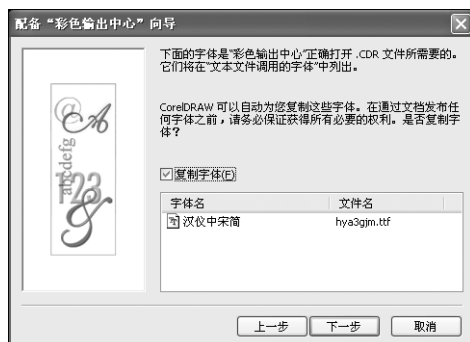 配备“彩色输出中心”向导
下面的字体是“彩色输出中心”正确打开 .CDR 文件所需要的。
它们将在“文本文件调用的字体”中列出。
CorelDRAW 可以自动为您复制这些字体。在通过文档发布任
何字体之前，请务必保证获得所有必要的权利。是否复制字
体？
复制字体(F)
字体名 文件名
汉仪中宋简 hya3gjm.ttf
@A
abcdefg
123
&
上一步 下一步 取消